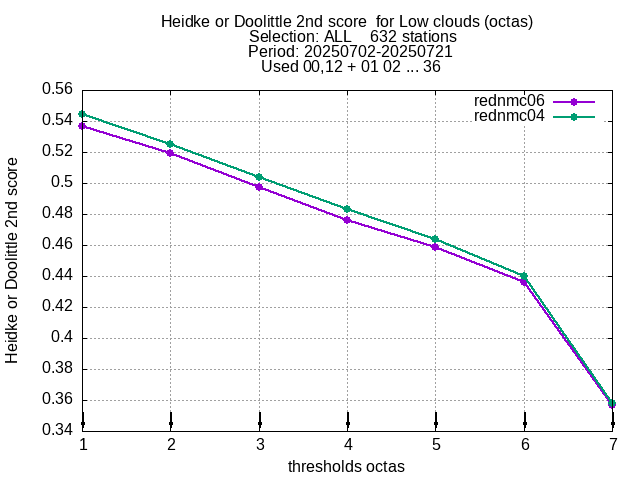 Heidke or Doolittle 2nd score  for Low clouds (octas)
Selection: ALL    632 stations
Period: 20250702-20250721
Used 00,12 + 01 02 ... 36
rednmc06
rednmc04
0.56
0.54
0.52
0.5
0.48
0.46
0.44
0.42
0.4
0.38
0.36
0.34
Heidke or Doolittle 2nd score
1 2 3 4 5 6 7
thresholds octas